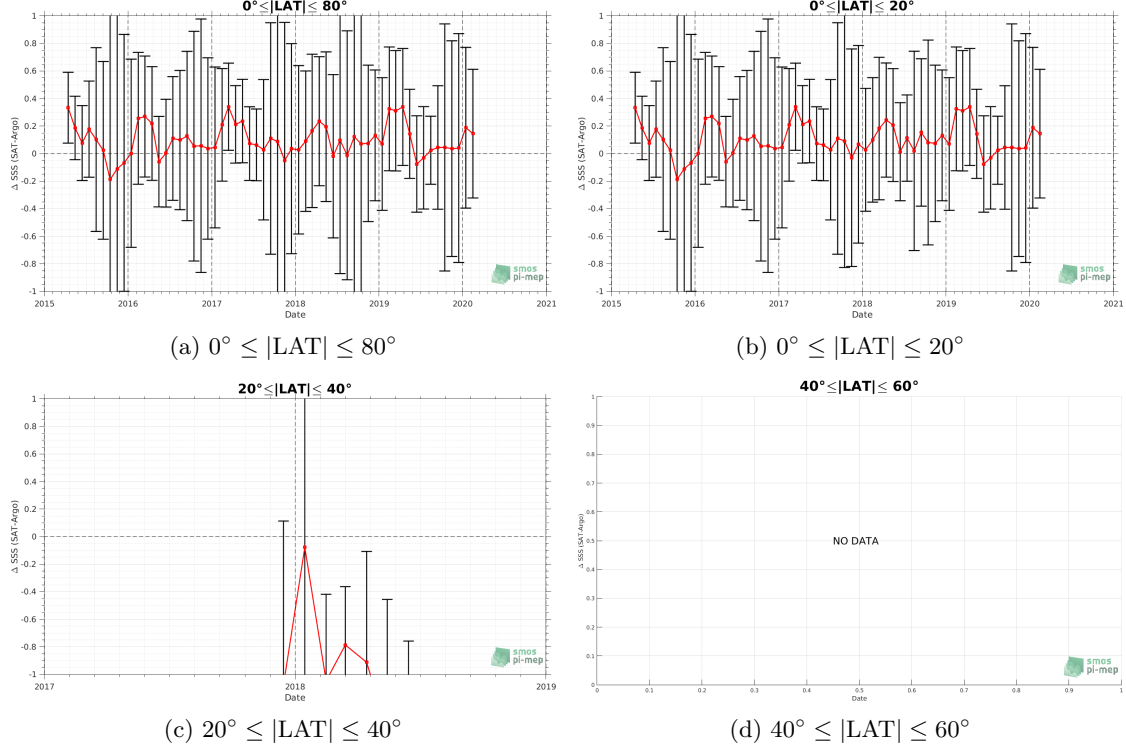 0°≤|LAT|≤ 80°
Δ SSS (SAT-Argo)
1
0.8
0.6
0.4
0.2
0
-0.2
-0.4
-0.6
-0.8
-1
2015 2016 2017 2018 2019 2020 2021
Date
smos
pi-mep
(a) 0° ≤ |LAT| ≤ 80°
0°≤|LAT|≤ 20°
Δ SSS (SAT-Argo)
1
0.8
0.6
0.4
0.2
0
-0.2
-0.4
-0.6
-0.8
-1
2015 2016 2017 2018 2019 2020 2021
Date
smos
pi-mep
(b) 0° ≤ |LAT| ≤ 20°
20°≤|LAT|≤ 40°
Δ SSS (SAT-Argo)
1
0.8
0.6
0.4
0.2
0
-0.2
-0.4
-0.6
-0.8
-1
2017 2018 2019
Date
smos
pi-mep
(c) 20° ≤ |LAT| ≤ 40°
40°≤|LAT|≤ 60°
Δ SSS (SAT-Argo)
1
0.9
0.8
0.7
0.6
0.5
0.4
0.3
0.2
0.1
0
NO DATA
0 0.1 0.2 0.3 0.4 0.5 0.6 0.7 0.8 0.9 1
Date
smos
pi-mep
(d) 40° ≤ |LAT| ≤ 60°